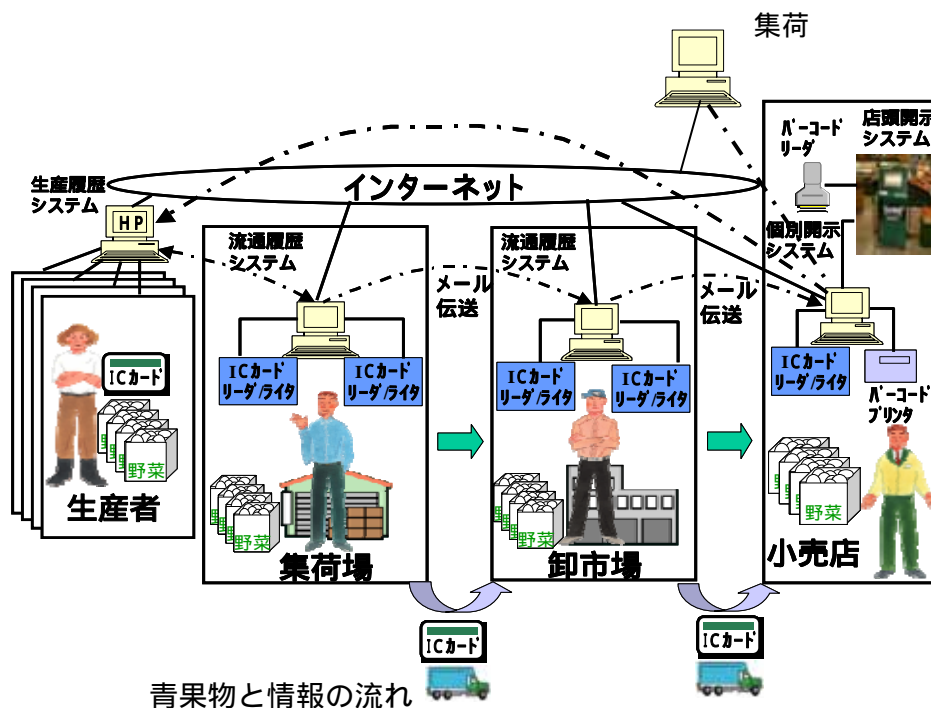 集荷
バーコード
リーダ
店頭開示
システム
生産履歴
システム
インターネット
HP
個別開示
システム
流通履歴
システム
流通履歴
システム
メール
伝送
メール
伝送
ICカード
ICカード
リーダ/ライタ
ICカード
リーダ/ライタ
ICカード
リーダ/ライタ
ICカード
リーダ/ライタ
ICカード
リーダ/ライタ
バーコード
プリンタ
野菜
野菜
野菜
野菜
生産者
集荷場
卸市場
小売店
ICカード
ICカード
青果物と情報の流れ